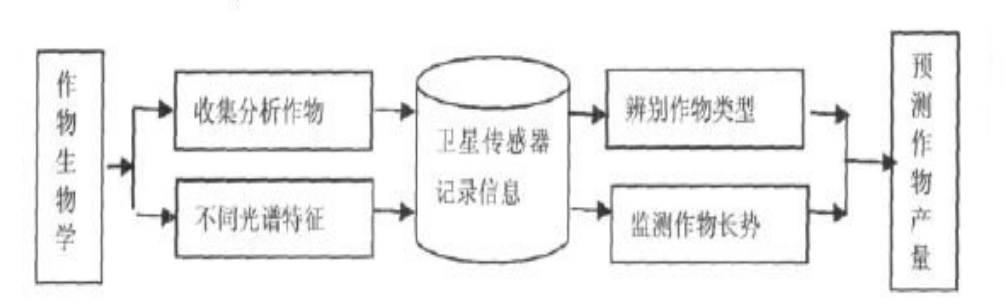 作物生物学
收集分析作物
不同光谱特征
卫星传感器
记录信息
辨别作物类型
监测作物长势
预测作物产量